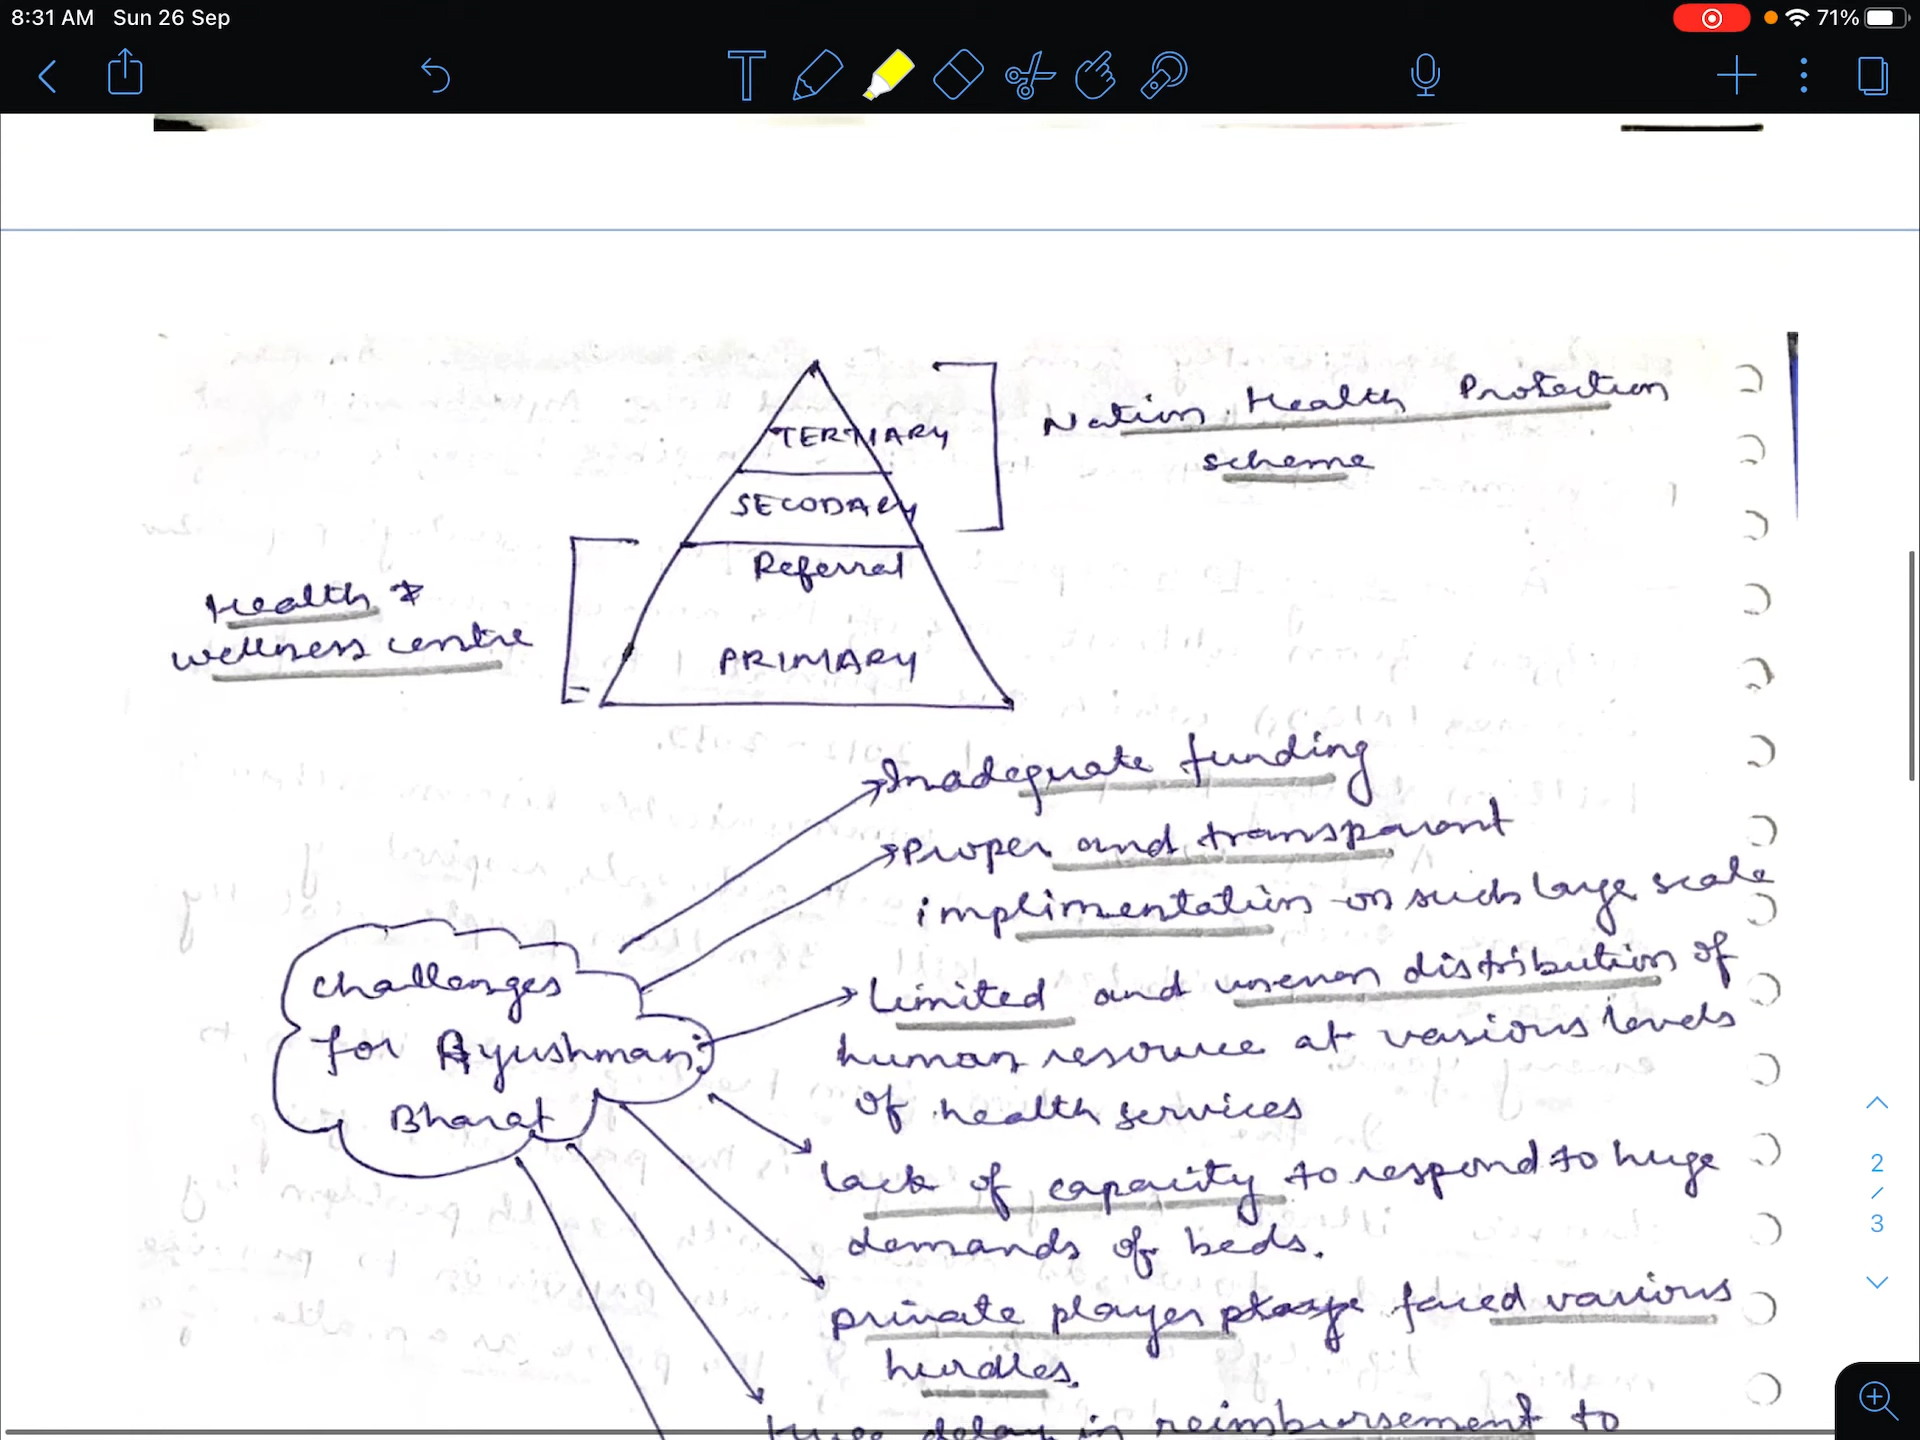 8:31 AM Sun 26 Sep
71%
TERTIARY
Nation Health Protection
scheme
SECODARY
Referral
Health &
wellness centre
PRIMARY
Inadequate funding
Proper and transparent
implimentation on such large scale
Challenges
for Ayushman
Bharat
Limited and uneven distribution of
human resource at various levels
of health services
lack of capacity to respond to huge
demands of beds.
private player faced various
hurdles.
Huge delay in reimbursement to
2
/
3